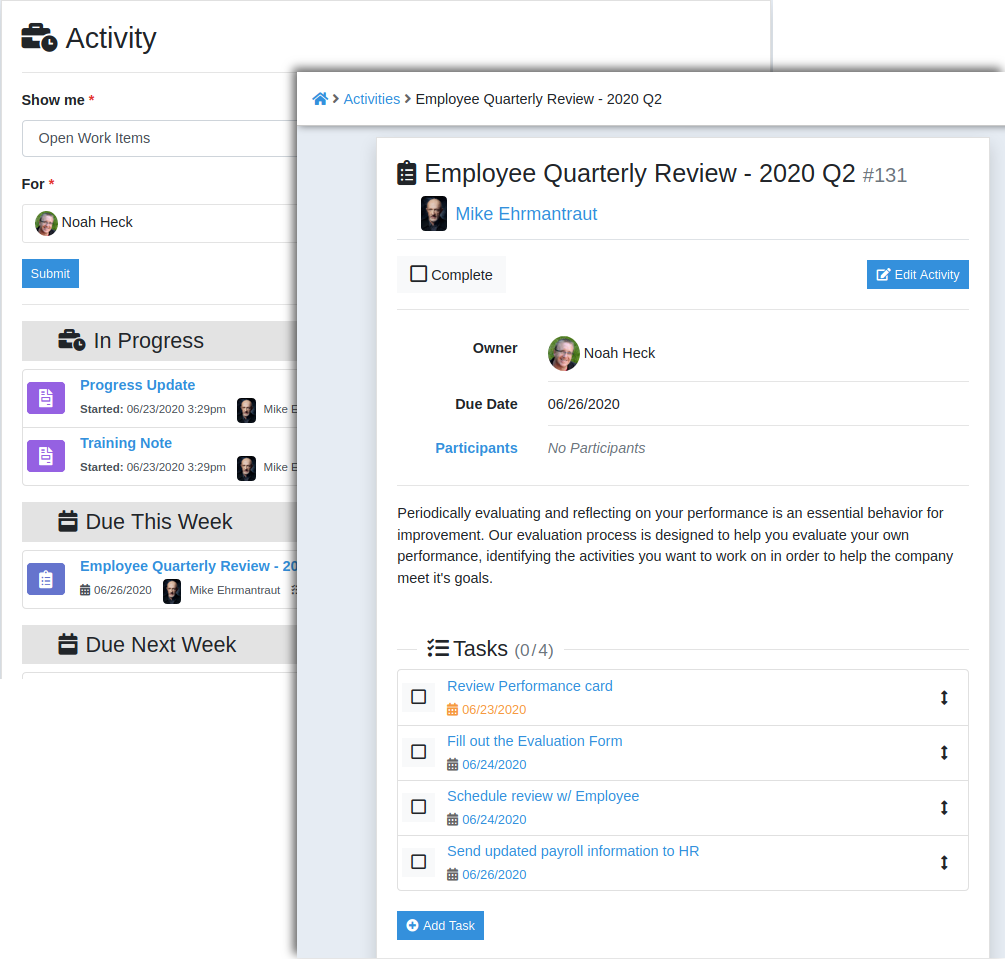 Activity
Show me *
Open Work Items
For *
Noah Heck
Submit
In Progress
Progress Update
Started: 06/23/2020 3:29pm Mike E
Training Note
Started: 06/23/2020 3:29pm Mike E
Due This Week
Employee Quarterly Review - 20
06/26/2020 Mike Ehrmantraut
Due Next Week
Activities Employee Quarterly Review - 2020 Q2
Employee Quarterly Review - 2020 Q2 #131
Mike Ehrmantraut
Complete
Edit Activity
Owner Noah Heck
Due Date 06/26/2020
Participants No Participants
Periodically evaluating and reflecting on your performance is an essential behavior for
improvement. Our evaluation process is designed to help you evaluate your own
performance, identifying the activities you want to work on in order to help the company
meet it's goals.
Tasks (0/4)
Review Performance card
06/23/2020
Fill out the Evaluation Form
06/24/2020
Schedule review w/ Employee
06/24/2020
Send updated payroll information to HR
06/26/2020
Add Task